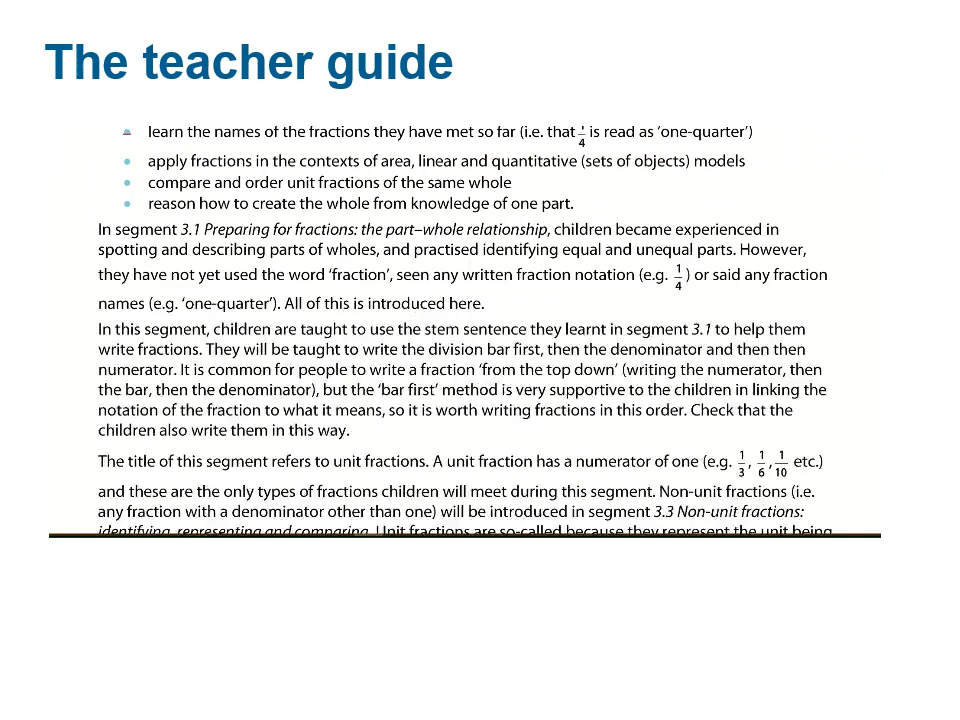 The teacher guide
learn the names of the fractions they have met so far (i.e. that 1/4 is read as ‘one-quarter’)
• apply fractions in the contexts of area, linear and quantitative (sets of objects) models
• compare and order unit fractions of the same whole
• reason how to create the whole from knowledge of one part.
In segment 3.1 Preparing for fractions: the part–whole relationship, children became experienced in
spotting and describing parts of wholes, and practised identifying equal and unequal parts. However,
they have not yet used the word ‘fraction’, seen any written fraction notation (e.g. 1/4) or said any fraction
names (e.g. ‘one-quarter’). All of this is introduced here.
In this segment, children are taught to use the stem sentence they learnt in segment 3.1 to help them
write fractions. They will be taught to write the division bar first, then the denominator and then then
numerator. It is common for people to write a fraction ‘from the top down’ (writing the numerator, then
the bar, then the denominator), but the ‘bar first’ method is very supportive to the children in linking the
notation of the fraction to what it means, so it is worth writing fractions in this order. Check that the
children also write them in this way.
The title of this segment refers to unit fractions. A unit fraction has a numerator of one (e.g. 1/3, 1/6, 1/10 etc.)
and these are the only types of fractions children will meet during this segment. Non-unit fractions (i.e.
any fraction with a denominator other than one) will be introduced in segment 3.3 Non-unit fractions:
identifying, representing and comparing. Unit fractions are so-called because they represent the unit being